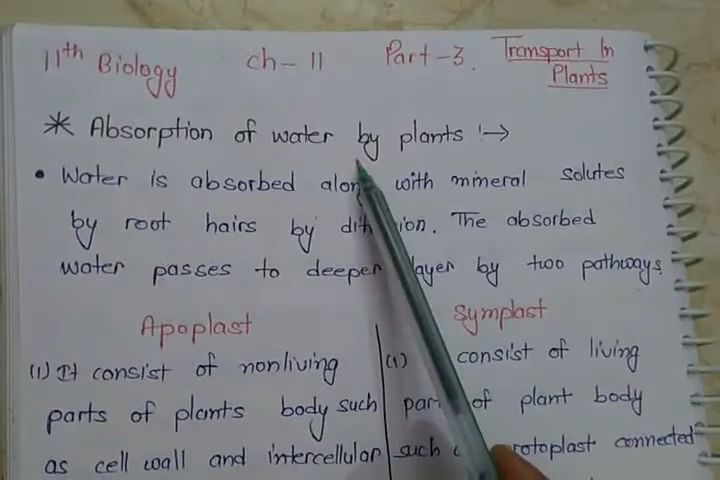 11th Biology ch - 11 Part - 3. Transport In Plants
* Absorption of water by plants :→
• Water is absorbed along with mineral solutes
by root hairs by . The absorbed
water passes to deeper layer by two pathways.
Apoplast
(1) It consist of nonliving
parts of plants body such
as cell wall and intercellular
Symplast
(1) consist of living
of plant body
such connected